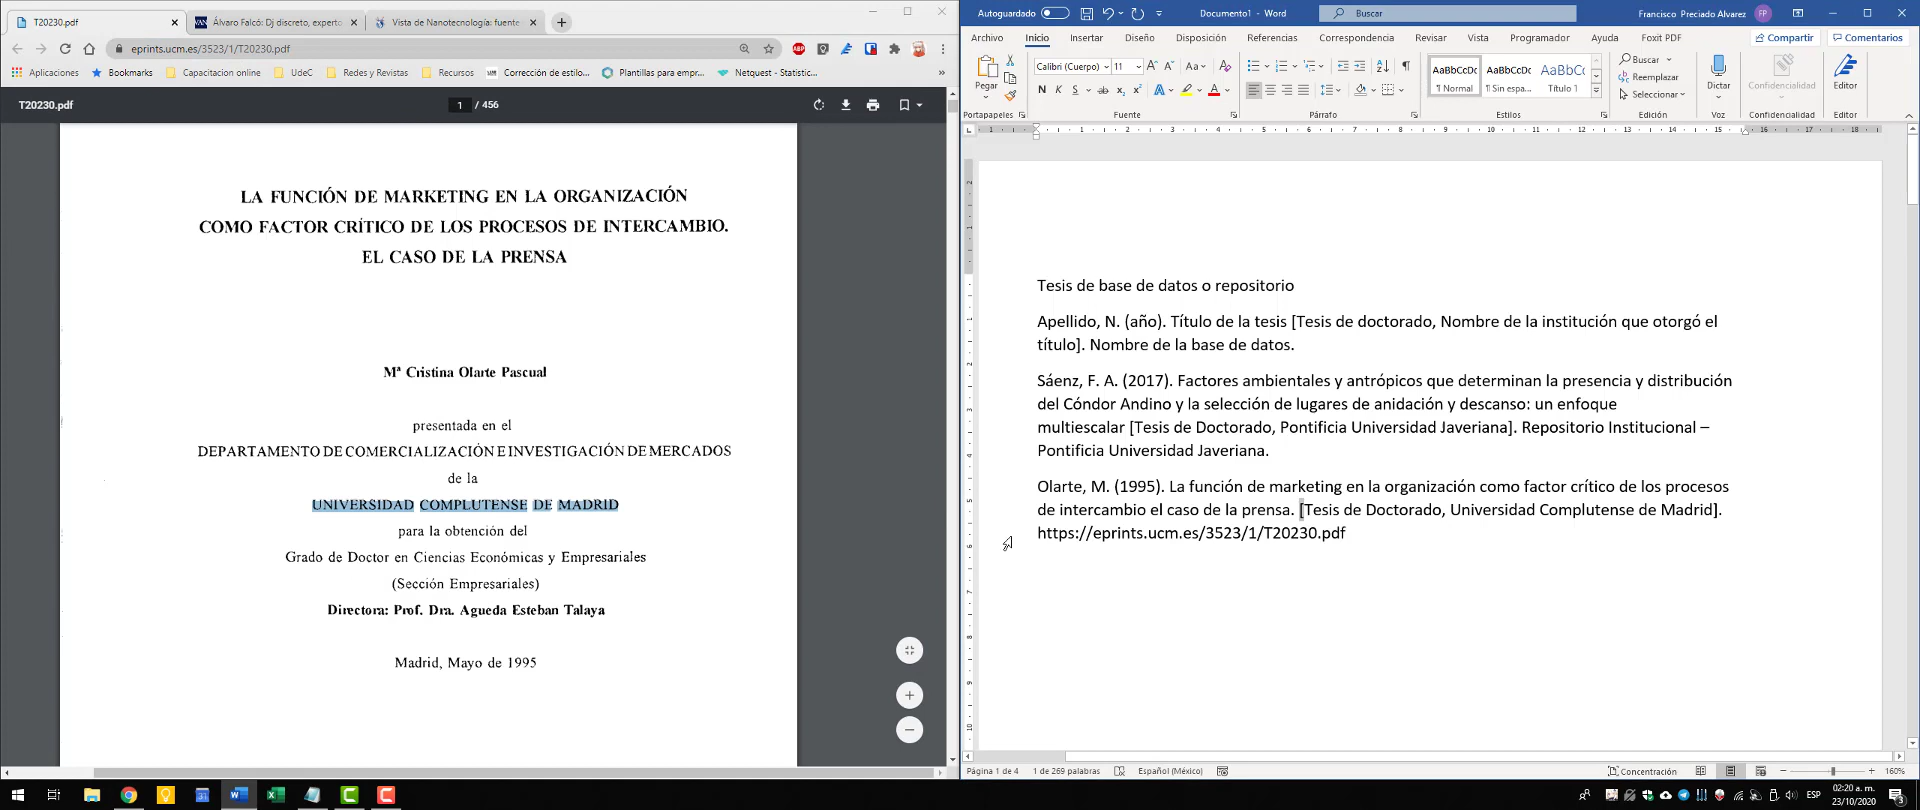 T20230.pdf
Álvaro Falcó: Dj discreto, experto
Vista de Nanotecnología: fuente
eprints.ucm.es/3523/1/T20230.pdf
Aplicaciones
Bookmarks
Capacitacion online
UdeC
Redes y Revistas
Recursos
Corrección de estilo...
Plantillas para empr...
Netquest - Statistic...
»
T20230.pdf
1 / 456
LA FUNCIÓN DE MARKETING EN LA ORGANIZACIÓN
COMO FACTOR CRÍTICO DE LOS PROCESOS DE INTERCAMBIO.
EL CASO DE LA PRENSA
Mª Cristina Olarte Pascual
presentada en el
DEPARTAMENTO DE COMERCIALIZACIÓN E INVESTIGACIÓN DE MERCADOS
de la
UNIVERSIDAD COMPLUTENSE DE MADRID
para la obtención del
Grado de Doctor en Ciencias Económicas y Empresariales
(Sección Empresariales)
Directora: Prof. Dra. Agueda Esteban Talaya
Madrid, Mayo de 1995
Autoguardado
Documento1 - Word
Buscar
Francisco Preciado Alvarez
FP
Archivo
Inicio
Insertar
Diseño
Disposición
Referencias
Correspondencia
Revisar
Vista
Programador
Ayuda
Foxit PDF
Compartir
Comentarios
Pegar
Portapapeles
Calibri (Cuerpo)
11
N K S
Fuente
Párrafo
AaBbCcDc
¶ Normal
AaBbCcDc
¶ Sin espa...
AaBbCc
Título 1
Estilos
Buscar
Reemplazar
Seleccionar
Edición
Dictar
Voz
Confidencialidad
Confidencialidad
Editor
Editor
Tesis de base de datos o repositorio
Apellido, N. (año). Título de la tesis [Tesis de doctorado, Nombre de la institución que otorgó el
título]. Nombre de la base de datos.
Sáenz, F. A. (2017). Factores ambientales y antrópicos que determinan la presencia y distribución
del Cóndor Andino y la selección de lugares de anidación y descanso: un enfoque
multiescalar [Tesis de Doctorado, Pontificia Universidad Javeriana]. Repositorio Institucional –
Pontificia Universidad Javeriana.
Olarte, M. (1995). La función de marketing en la organización como factor crítico de los procesos
de intercambio el caso de la prensa. [Tesis de Doctorado, Universidad Complutense de Madrid].
https://eprints.ucm.es/3523/1/T20230.pdf
Página 1 de 4
1 de 269 palabras
Español (México)
Concentración
160%
ESP
02:20 a. m.
23/10/2020